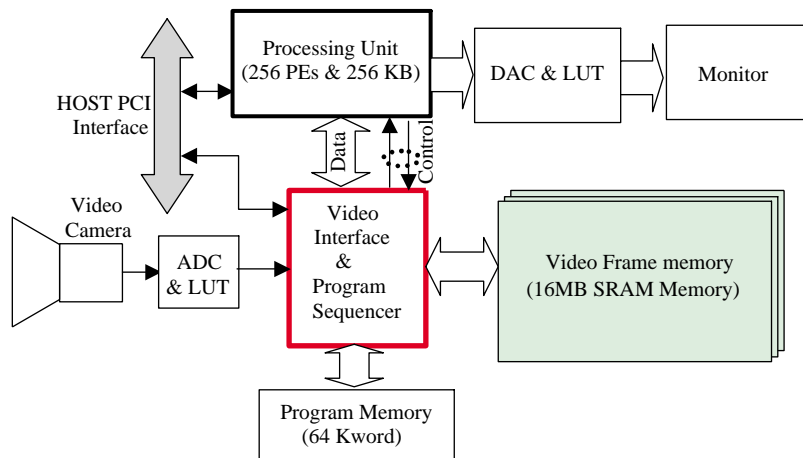 Processing Unit
(256 PEs & 256 KB)
DAC & LUT
Monitor
HOST PCI
Interface
Data
Control
Video
Camera
ADC
& LUT
Video
Interface
&
Program
Sequencer
Video Frame memory
(16MB SRAM Memory)
Program Memory
(64 Kword)